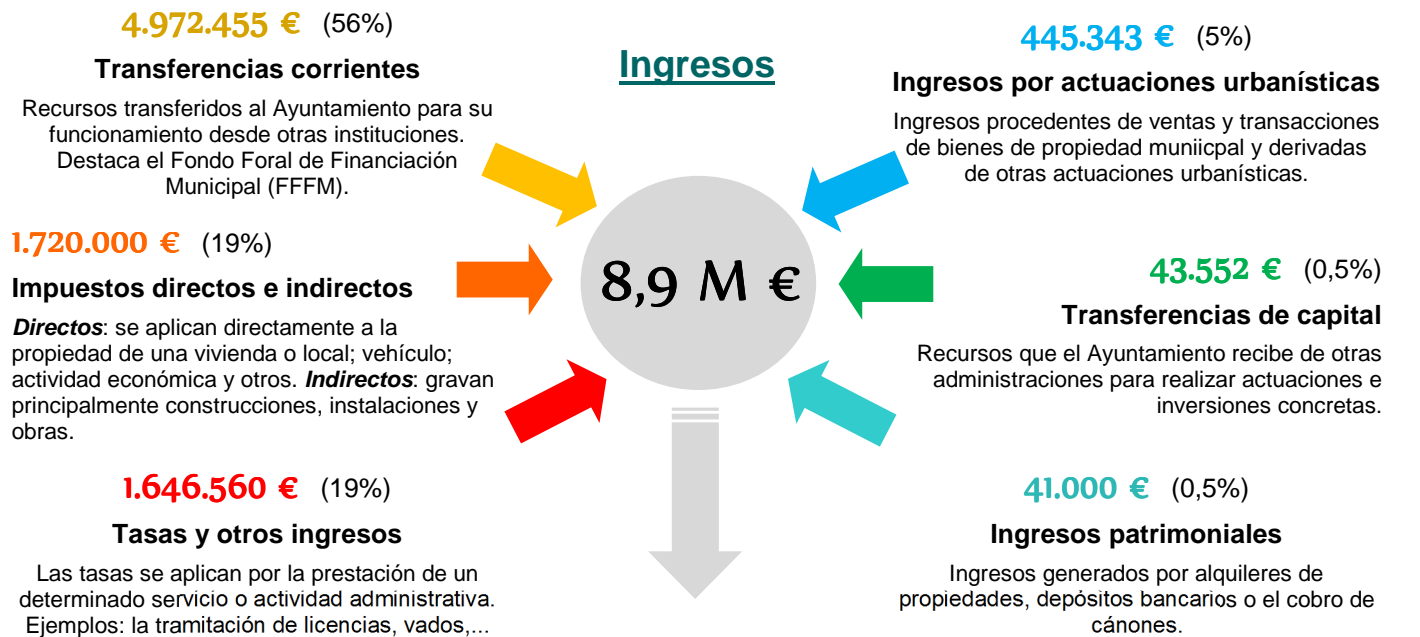 Ingresos
4.972.455 € (56%)
Transferencias corrientes
Recursos transferidos al Ayuntamiento para su
funcionamiento desde otras instituciones.
Destaca el Fondo Foral de Financiación
Municipal (FFFM).
1.720.000 € (19%)
Impuestos directos e indirectos
Directos: se aplican directamente a la
propiedad de una vivienda o local; vehículo;
actividad económica y otros. Indirectos: gravan
principalmente construcciones, instalaciones y
obras.
1.646.560 € (19%)
Tasas y otros ingresos
Las tasas se aplican por la prestación de un
determinado servicio o actividad administrativa.
Ejemplos: la tramitación de licencias, vados,...
8,9 M €
445.343 € (5%)
Ingresos por actuaciones urbanísticas
Ingresos procedentes de ventas y transacciones
de bienes de propiedad muniicpal y derivadas
de otras actuaciones urbanísticas.
43.552 € (0,5%)
Transferencias de capital
Recursos que el Ayuntamiento recibe de otras
administraciones para realizar actuaciones e
inversiones concretas.
41.000 € (0,5%)
Ingresos patrimoniales
Ingresos generados por alquileres de
propiedades, depósitos bancarios o el cobro de
cánones.